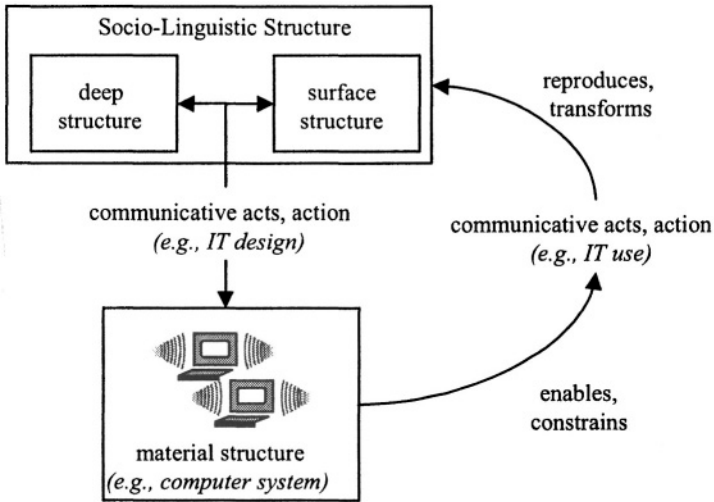 Socio-Linguistic Structure
deep
structure
surface
structure
reproduces,
transforms
communicative acts, action
(e.g., IT design)
communicative acts, action
(e.g., IT use)
enables,
constrains
material structure
(e.g., computer system)